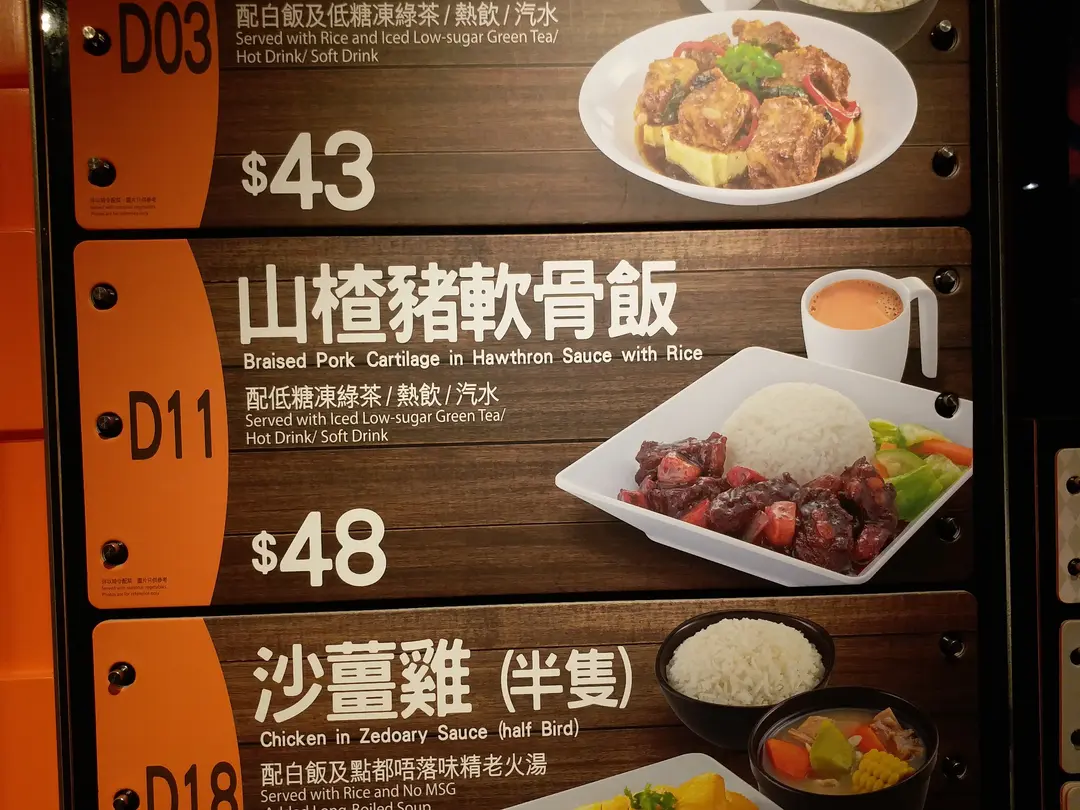 D03
配白飯及低糖凍綠茶 / 熱飲 / 汽水
Served with Rice and Iced Low-sugar Green Tea/
Hot Drink/ Soft Drink
$43
山楂豬軟骨飯
Braised Pork Cartilage in Hawthron Sauce with Rice
D11
配低糖凍綠茶 / 熱飲 / 汽水
Served with Iced Low-sugar Green Tea/
Hot Drink/ Soft Drink
$48
沙薑雞 (半隻)
Chicken in Zedoary Sauce (half Bird)
D18
配白飯及點都唔落味精老火湯
Served with Rice and No MSG
Added Long-Boiled Soup